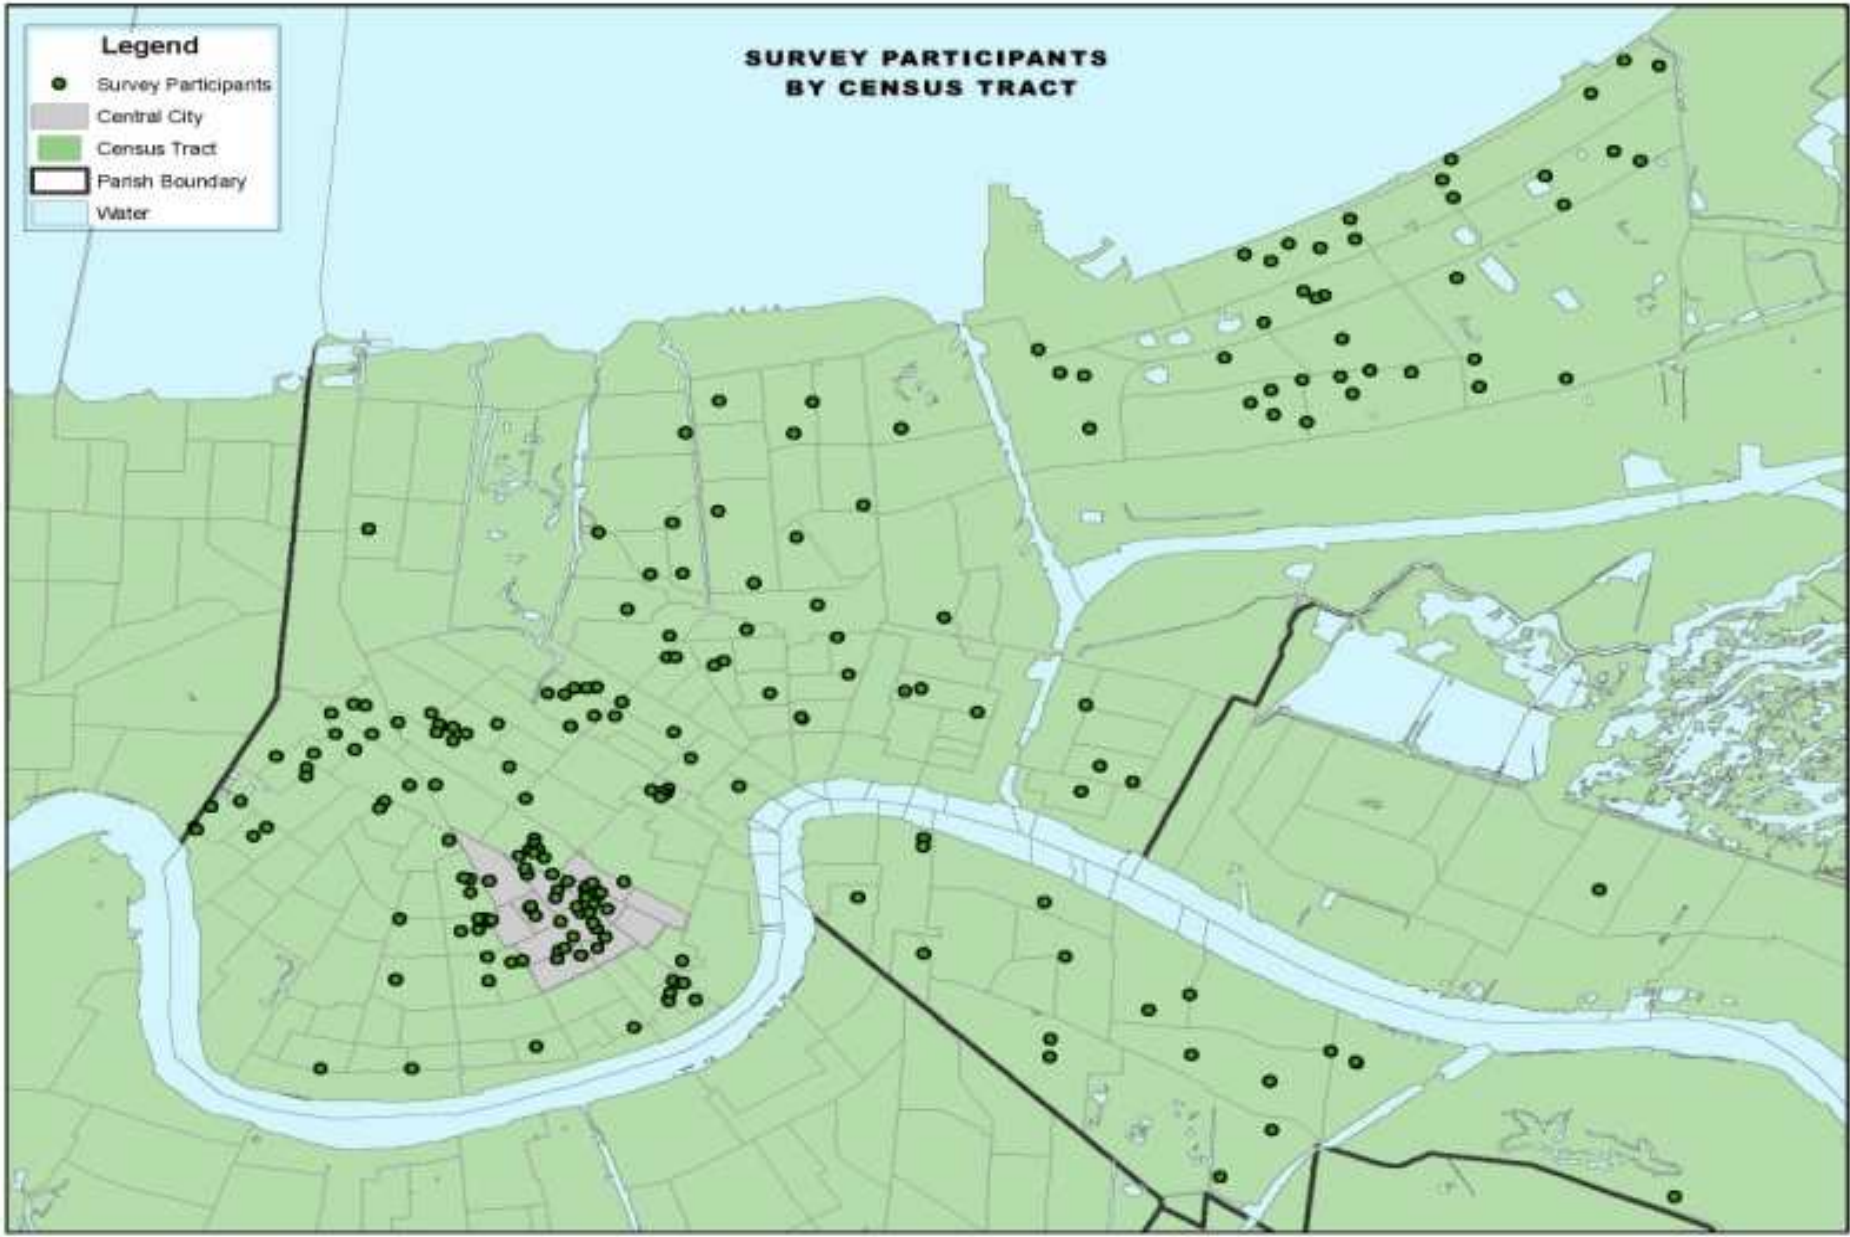 Legend
Survey Participants
Central City
Census Tract
Parish Boundary
Water
SURVEY PARTICIPANTS
BY CENSUS TRACT